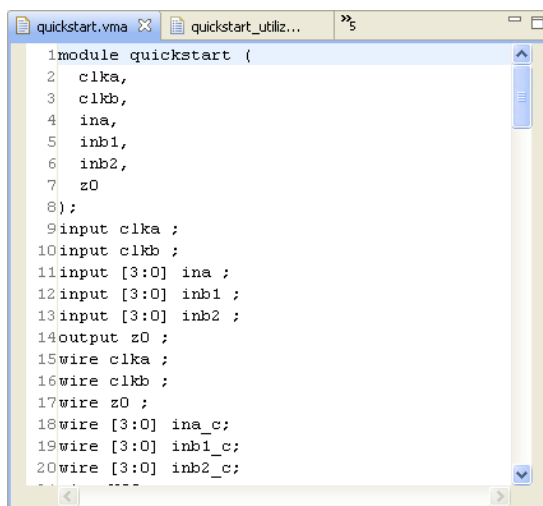 quickstart.vma quickstart_utiliz... »5
1module quickstart (
2 clka,
3 clkb,
4 ina,
5 inb1,
6 inb2,
7 z0
8);
9input clka ;
10input clkb ;
11input [3:0] ina ;
12input [3:0] inb1 ;
13input [3:0] inb2 ;
14output z0 ;
15wire clka ;
16wire clkb ;
17wire z0 ;
18wire [3:0] ina_c;
19wire [3:0] inb1_c;
20wire [3:0] inb2_c;